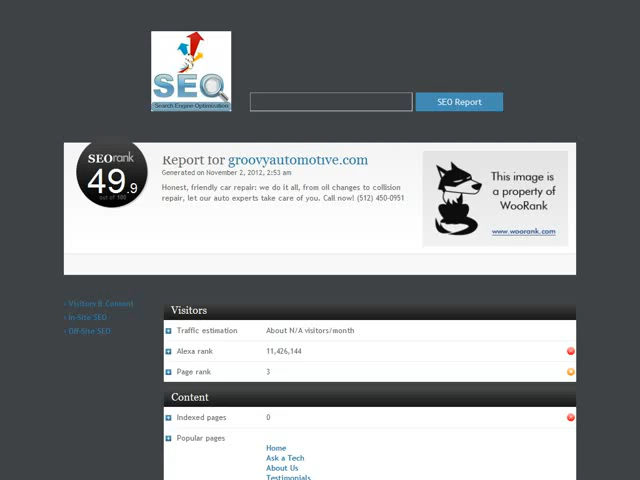 SEO
Search Engine Optimization
SEO Report
SEOrank
49.9
out of 100
Report for groovyautomotive.com
Generated on November 2, 2012, 2:53 am
Honest, friendly car repair: we do it all, from oil changes to collision
repair, let our auto experts take care of you. Call now! (512) 450-0951
This image is
a property of
WooRank
www.woorank.com
› Visitors & Content
› In-Site SEO
› Off-Site SEO
Visitors
Traffic estimation About N/A visitors/month
Alexa rank 11,426,144
Page rank 3
Content
Indexed pages 0
Popular pages
Home
Ask a Tech
About Us
Testimonials